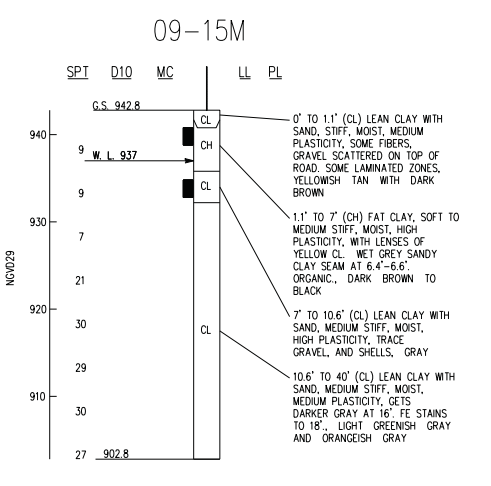 09-15M
SPT D10 MC LL PL
G.S. 942.8
CL
0' TO 1.1' (CL) LEAN CLAY WITH
SAND, STIFF, MOIST, MEDIUM
PLASTICITY, SOME FIBERS,
GRAVEL SCATTERED ON TOP OF
ROAD. SOME LAMINATED ZONES,
YELLOWISH TAN WITH DARK
BROWN
940
9
CH
W. L. 937
9
CL
1.1' TO 7' (CH) FAT CLAY, SOFT TO
MEDIUM STIFF, MOIST, HIGH
PLASTICITY, WITH LENSES OF
YELLOW CL. WET GREY SANDY
CLAY SEAM AT 6.4'-6.6'.
ORGANIC., DARK BROWN TO
BLACK
930
7
NGVD29
21
920
30
CL
7' TO 10.6' (CL) LEAN CLAY WITH
SAND, MEDIUM STIFF, MOIST,
HIGH PLASTICITY, TRACE
GRAVEL, AND SHELLS, GRAY
29
910
30
10.6' TO 40' (CL) LEAN CLAY WITH
SAND, MEDIUM STIFF, MOIST,
MEDIUM PLASTICITY, GETS
DARKER GRAY AT 16'. FE STAINS
TO 18'., LIGHT GREENISH GRAY
AND ORANGEISH GRAY
27 902.8